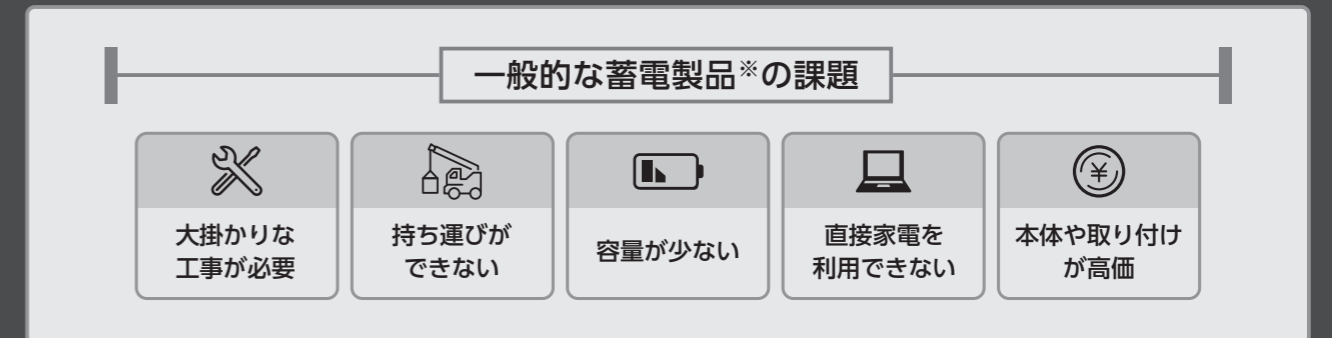 一般的な蓄電製品※の課題
大掛かりな
工事が必要
持ち運びが
できない
容量が少ない
直接家電を
利用できない
本体や取り付け
が高価
¥